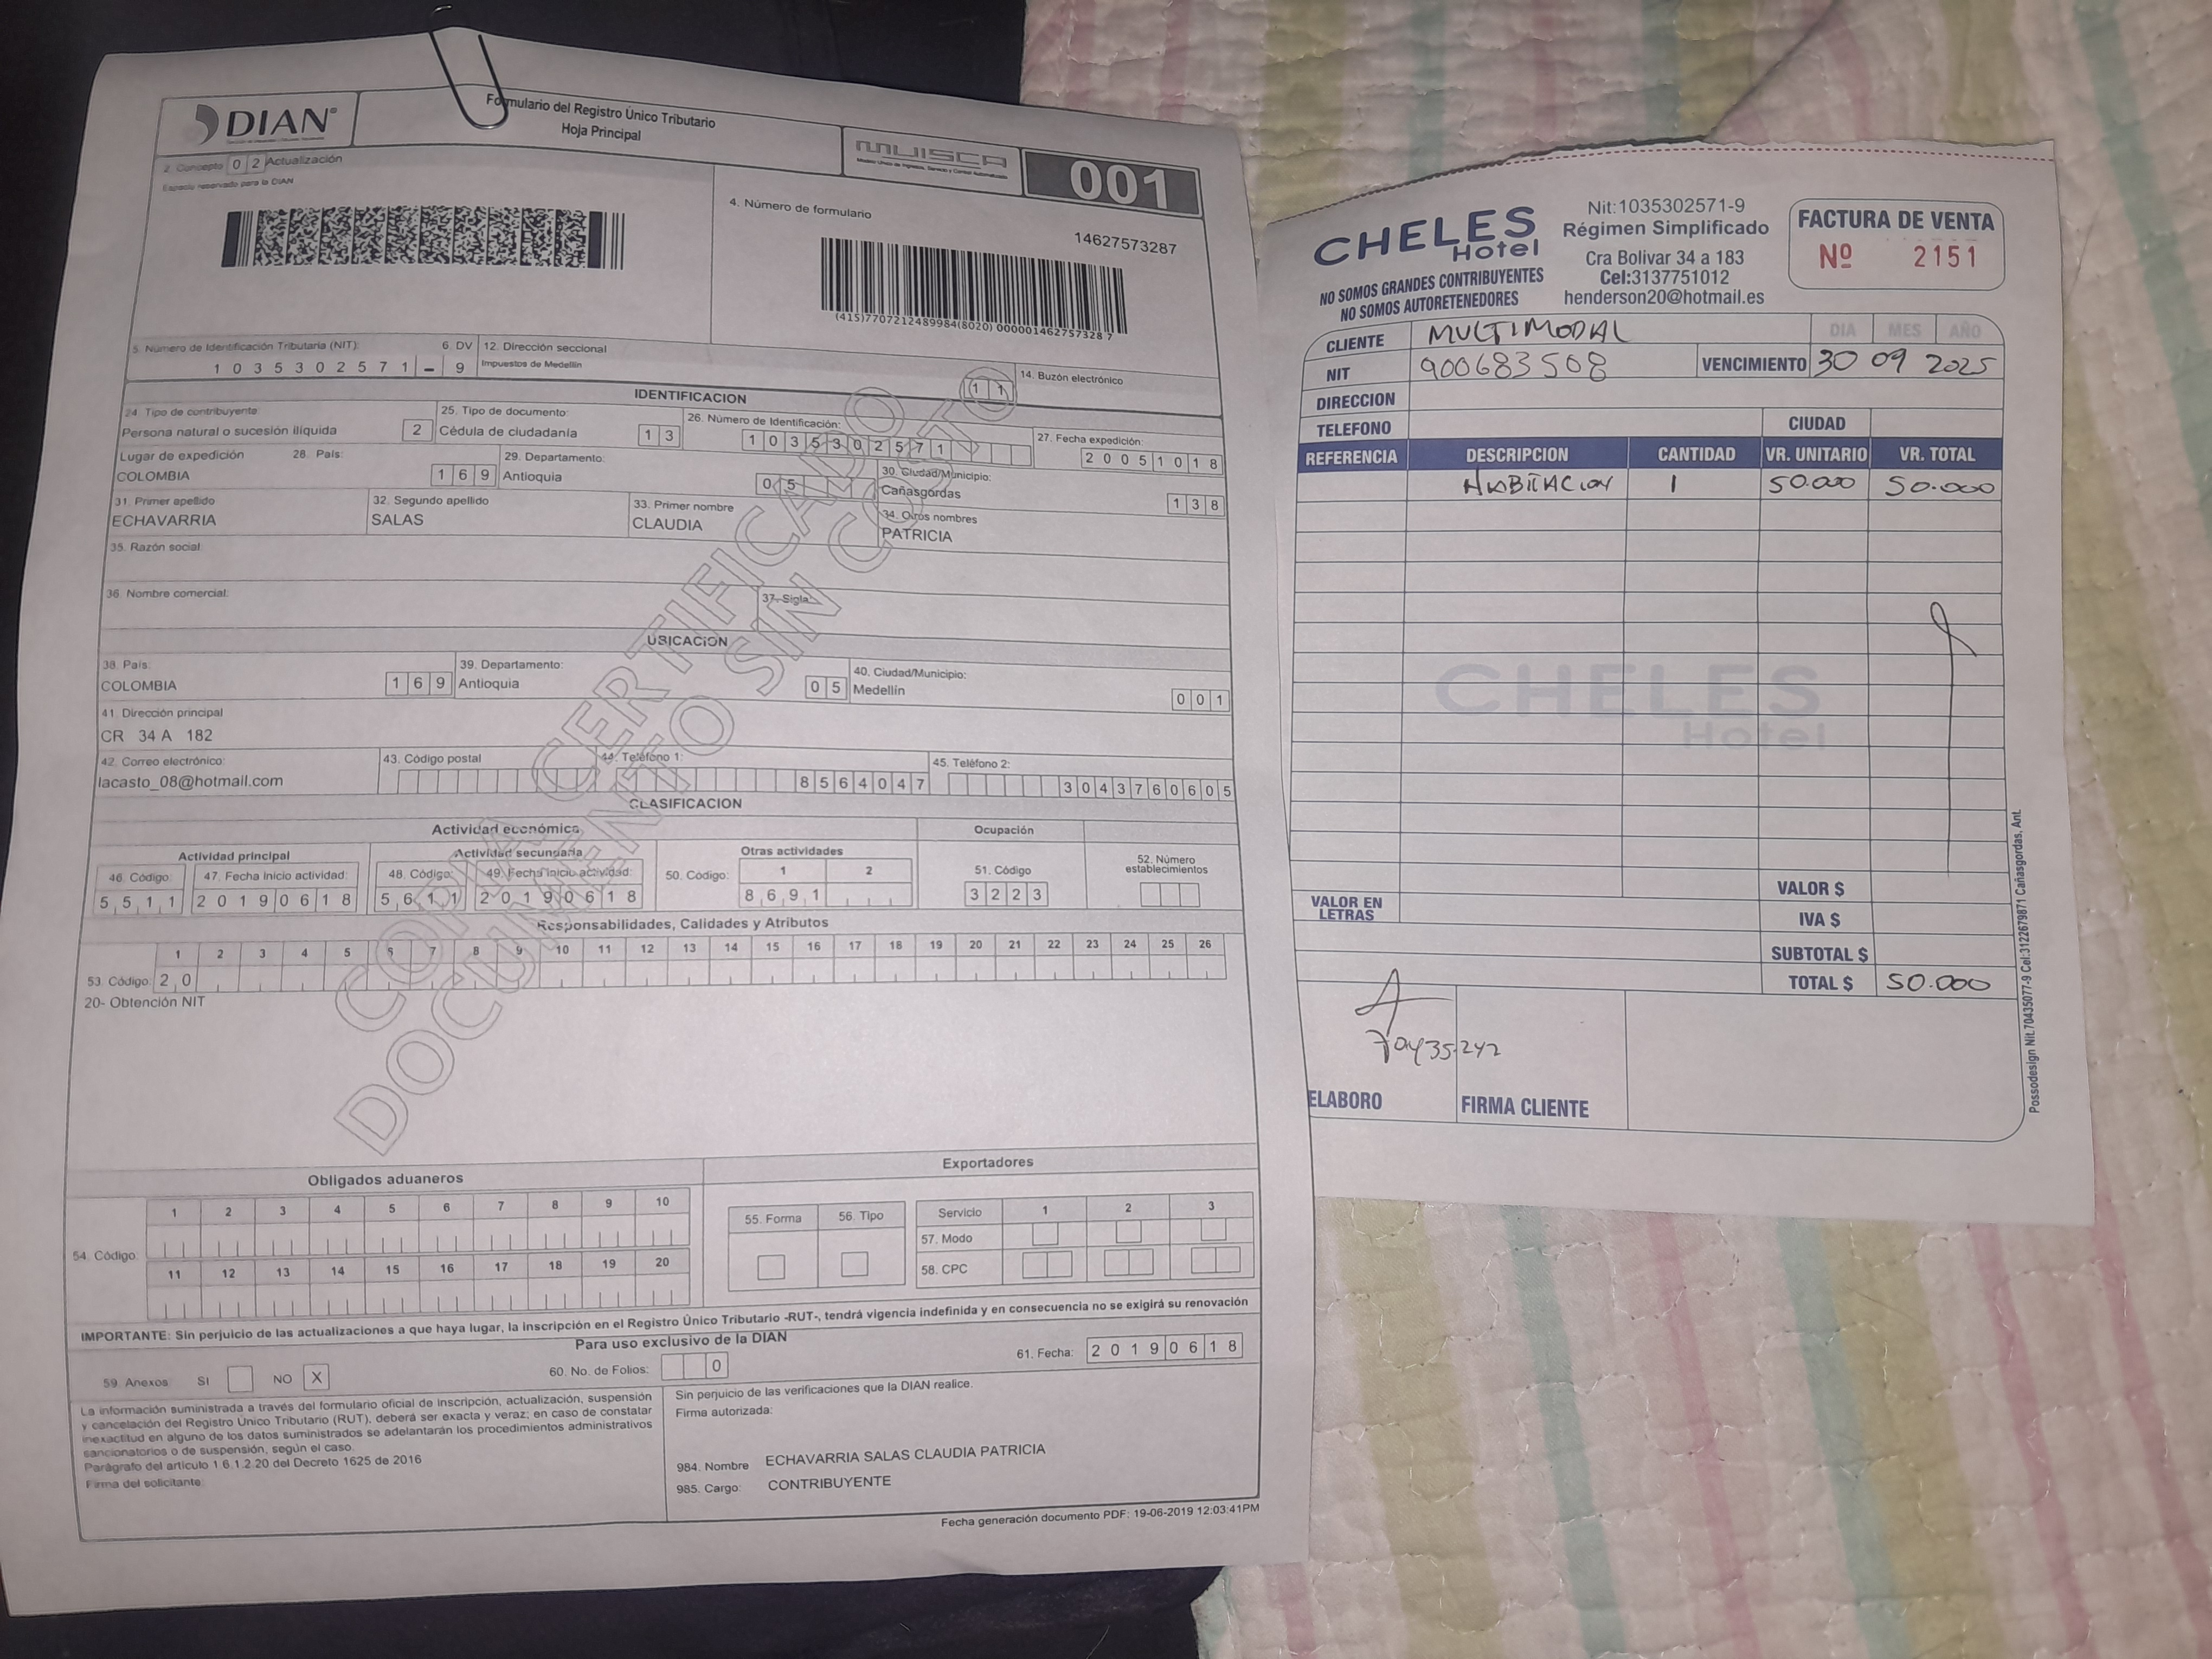 DIAN
Formulario del Registro Único Tributario
Hoja Principal
MUISCA
001
2. Concepto 0 2 Actualización
Espacio reservado para la DIAN
4. Número de formulario
14627573287
(415)7707212489984(8020) 000001462757328 7
5. Número de Identificación Tributaria (NIT):
1 0 3 5 3 0 2 5 7 1 - 9
6. DV
12. Dirección seccional
Impuestos de Medellín
1 1
14. Buzón electrónico
IDENTIFICACION
24. Tipo de contribuyente:
Persona natural o sucesión ilíquida 2
25. Tipo de documento:
Cédula de ciudadanía 1 3
26. Número de Identificación:
1 0 3 5 3 0 2 5 7 1
27. Fecha expedición:
2 0 0 5 1 0 1 8
Lugar de expedición 28. País:
COLOMBIA 1 6 9
29. Departamento:
Antioquia 0 5
30. Ciudad/Municipio:
Cañasgordas 1 3 8
31. Primer apellido
ECHAVARRIA
32. Segundo apellido
SALAS
33. Primer nombre
CLAUDIA
34. Otros nombres
PATRICIA
35. Razón social:
36. Nombre comercial:
37. Sigla:
UBICACION
38. País:
COLOMBIA 1 6 9
39. Departamento:
Antioquia 0 5
40. Ciudad/Municipio:
Medellín 0 0 1
41. Dirección principal
CR 34 A 182
42. Correo electrónico:
lacasto_08@hotmail.com
43. Código postal
44. Teléfono 1:
8 5 6 4 0 4 7
45. Teléfono 2:
3 0 4 3 7 6 0 6 0 5
CLASIFICACION
Actividad económica
Ocupación
Actividad principal
Actividad secundaria
Otras actividades
46. Código:
5 5 1 1
47. Fecha inicio actividad:
2 0 1 9 0 6 1 8
48. Código:
5 6 1 1
49. Fecha inicio actividad:
2 0 1 9 0 6 1 8
50. Código:
1 2
8 6 9 1
51. Código
3 2 2 3
52. Número establecimientos
Responsabilidades, Calidades y Atributos
1 2 3 4 5 6 7 8 9 10 11 12 13 14 15 16 17 18 19 20 21 22 23 24 25 26
53. Código: 2 0
20- Obtención NIT
COPIA CERTIFICADO
DOCUMENTO SIN COSTO
Obligados aduaneros
Exportadores
1 2 3 4 5 6 7 8 9 10
54. Código:
11 12 13 14 15 16 17 18 19 20
55. Forma
56. Tipo
Servicio 1 2 3
57. Modo
58. CPC
IMPORTANTE: Sin perjuicio de las actualizaciones a que haya lugar, la inscripción en el Registro Único Tributario -RUT-, tendrá vigencia indefinida y en consecuencia no se exigirá su renovación
Para uso exclusivo de la DIAN
59. Anexos SI NO X
60. No. de Folios: 0
61. Fecha: 2 0 1 9 0 6 1 8
La información suministrada a través del formulario oficial de inscripción, actualización, suspensión
y cancelación del Registro Único Tributario (RUT), deberá ser exacta y veraz; en caso de constatar
inexactitud en alguno de los datos suministrados se adelantarán los procedimientos administrativos
sancionatorios o de suspensión, según el caso.
Parágrafo del artículo 1.6.1.2.20 del Decreto 1625 de 2016
Firma del solicitante:
Sin perjuicio de las verificaciones que la DIAN realice.
Firma autorizada:
984. Nombre ECHAVARRIA SALAS CLAUDIA PATRICIA
985. Cargo: CONTRIBUYENTE
Fecha generación documento PDF: 19-06-2019 12:03:41PM
CHELES
Hotel
NO SOMOS GRANDES CONTRIBUYENTES
NO SOMOS AUTORETENEDORES
Nit:1035302571-9
Régimen Simplificado
Cra Bolivar 34 a 183
Cel:3137751012
henderson20@hotmail.es
FACTURA DE VENTA
Nº 2151
CLIENTE MULTIMODAL
DIA MES AÑO
NIT 900683508
VENCIMIENTO 30 09 2025
DIRECCION
TELEFONO
CIUDAD
REFERENCIA DESCRIPCION CANTIDAD VR. UNITARIO VR. TOTAL
HABITACION 1 50.000 50.000
CHELES
Hotel
VALOR EN LETRAS
VALOR $
IVA $
SUBTOTAL $
TOTAL $ 50.000
70435242
ELABORO
FIRMA CLIENTE
Possodesign Nit.70435077-9 Cel:3122679871 Cañasgordas, Ant.